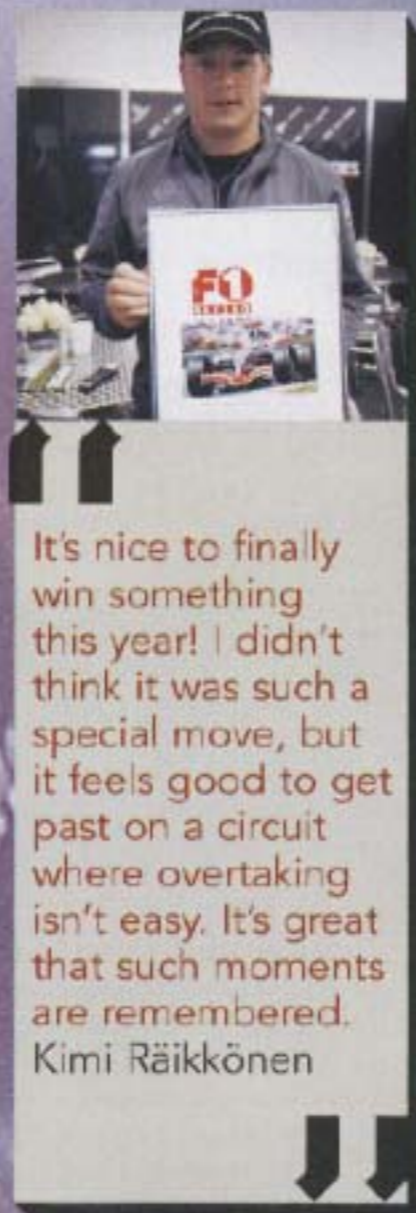 F1
RACING
It's nice to finally
win something
this year! I didn't
think it was such a
special move, but
it feels good to get
past on a circuit
where overtaking
isn't easy. It's great
that such moments
are remembered.
Kimi Räikkönen